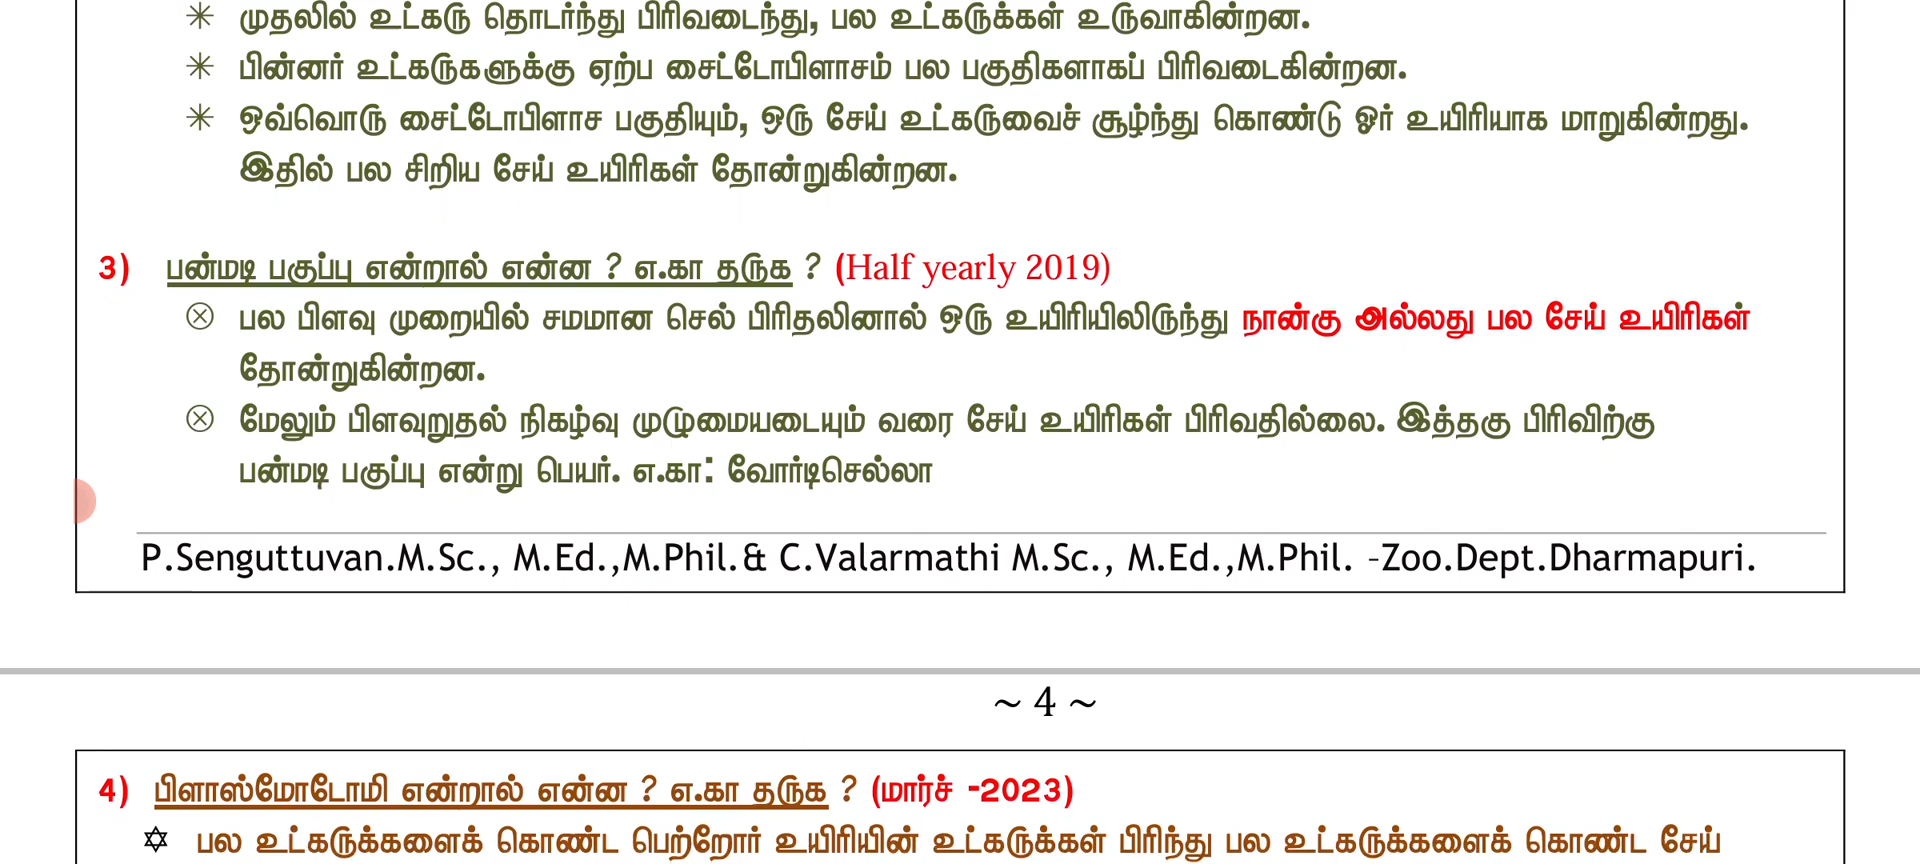 முதலில் உட்கரு தொடர்ந்து பிரிவடைந்து, பல உட்கருக்கள் உருவாகின்றன.
பின்னர் உட்கருகளுக்கு ஏற்ப சைட்டோபிளாசம் பல பகுதிகளாகப் பிரிவடைகின்றன.
ஒவ்வொரு சைட்டோபிளாச பகுதியும், ஒரு சேய் உட்கருவைச் சூழ்ந்து கொண்டு ஓர் உயிரியாக மாறுகின்றது.
இதில் பல சிறிய சேய் உயிரிகள் தோன்றுகின்றன.
3) பன்மடி பகுப்பு என்றால் என்ன ? எ.கா தருக ? (Half yearly 2019)
பல பிளவு முறையில் சமமான செல் பிரிதலினால் ஒரு உயிரியிலிருந்து நான்கு அல்லது பல சேய் உயிரிகள்
தோன்றுகின்றன.
மேலும் பிளவுறுதல் நிகழ்வு முழுமையடையும் வரை சேய் உயிரிகள் பிரிவதில்லை. இத்தகு பிரிவிற்கு
பன்மடி பகுப்பு என்று பெயர். எ.கா: வோர்டிசெல்லா
P.Senguttuvan.M.Sc., M.Ed.,M.Phil.& C.Valarmathi M.Sc., M.Ed.,M.Phil. –Zoo.Dept.Dharmapuri.
~ 4 ~
4) பிளாஸ்மோடோமி என்றால் என்ன ? எ.கா தருக ? (மார்ச் -2023)
பல உட்கருக்களைக் கொண்ட பெற்றோர் உயிரியின் உட்கருக்கள் பிரிந்து பல உட்கருக்களைக் கொண்ட சேய்